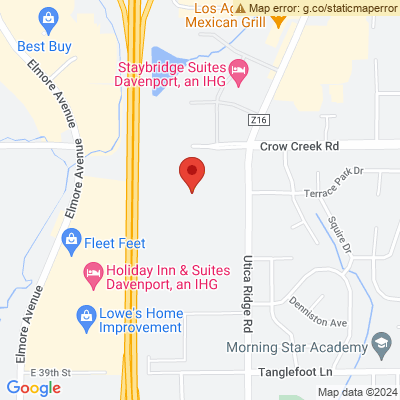 Map error: g.co/staticmaperror
Los Ag
Mexican Grill
Best Buy
Staybridge Suites
Davenport, an IHG
Z16
Crow Creek Rd
Elmore Avenue
Elmore Avenue
Terrace Park Dr
Squire Dr
Fleet Feet
Holiday Inn & Suites
Davenport, an IHG
Utica Ridge Rd
Lowe's Home
Improvement
Denniston Ave
Elmore Avenue
Morning Star Academy
E 39th St
Tanglefoot Ln
Google
Map data ©2024